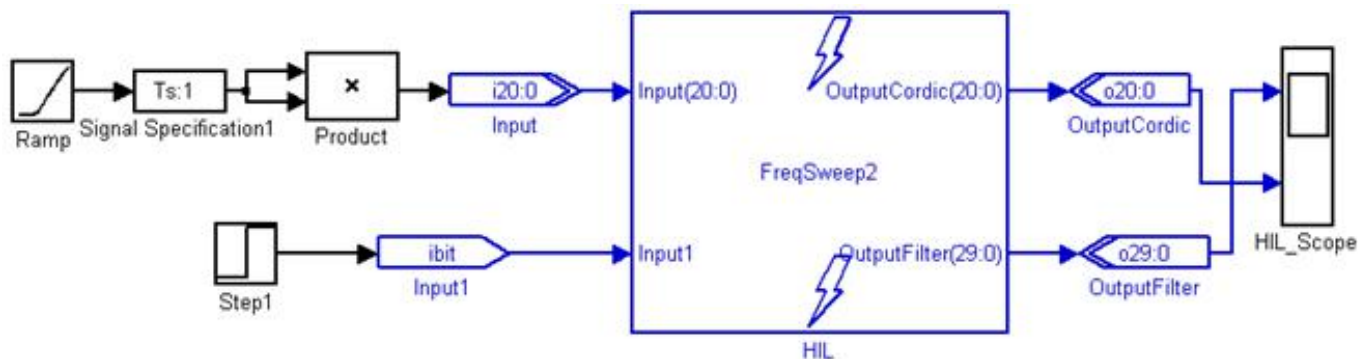 Ramp
Ts:1
Signal Specification1
×
Product
i20:0
Input
Input(20:0)
OutputCordic(20:0)
FreqSweep2
o20:0
OutputCordic
HIL_Scope
Step1
ibit
Input1
Input1
OutputFilter(29:0)
o29:0
OutputFilter
HIL